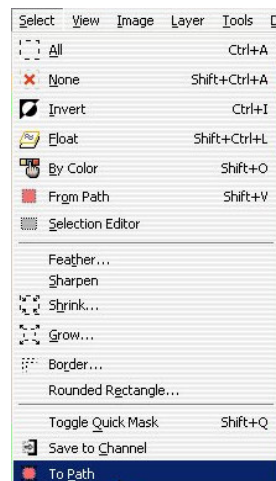 Select View Image Layer Tools
All Ctrl+A
None Shift+Ctrl+A
Invert Ctrl+I
Float Shift+Ctrl+L
By Color Shift+O
From Path Shift+V
Selection Editor
Feather...
Sharpen
Shrink...
Grow...
Border...
Rounded Rectangle...
Toggle Quick Mask Shift+Q
Save to Channel
To Path